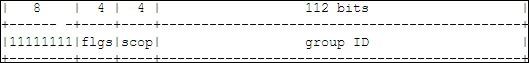 |   8    |  4 |  4 |                  112 bits                   |
+------ -+----+----+---------------------------------------------+
|11111111|flgs|scop|                  group ID                   |
+--------+----+----+---------------------------------------------+